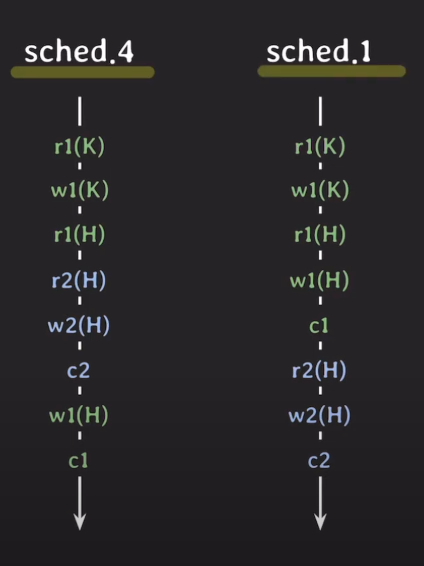 sched.4
r1(K)
w1(K)
r1(H)
r2(H)
w2(H)
c2
w1(H)
c1
sched.1
r1(K)
w1(K)
r1(H)
w1(H)
c1
r2(H)
w2(H)
c2